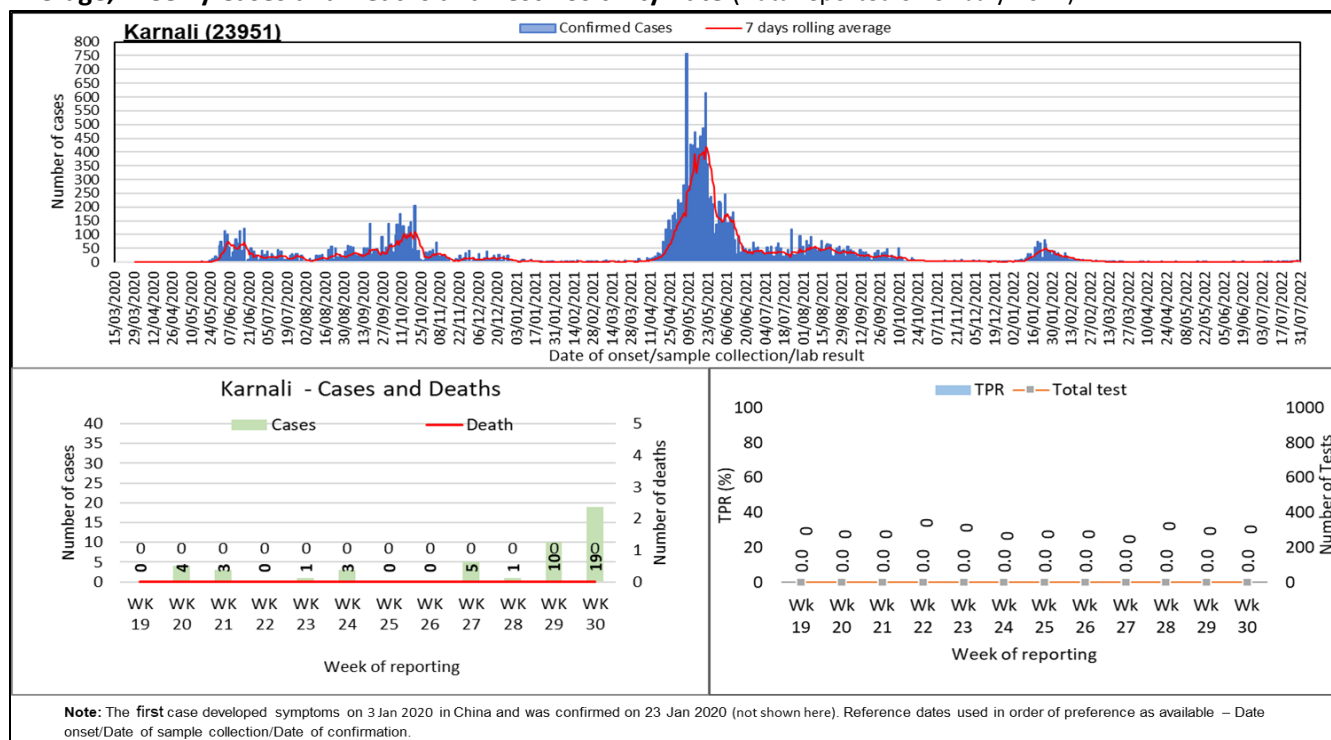 Karnali (23951)
Confirmed Cases 7 days rolling average
Number of cases
800
750
700
650
600
550
500
450
400
350
300
250
200
150
100
50
0
15/03/2020 29/03/2020 12/04/2020 26/04/2020 10/05/2020 24/05/2020 07/06/2020 21/06/2020 05/07/2020 19/07/2020 02/08/2020 16/08/2020 30/08/2020 13/09/2020 27/09/2020 11/10/2020 25/10/2020 08/11/2020 22/11/2020 06/12/2020 20/12/2020 03/01/2021 17/01/2021 31/01/2021 14/02/2021 28/02/2021 14/03/2021 28/03/2021 11/04/2021 25/04/2021 09/05/2021 23/05/2021 06/06/2021 20/06/2021 04/07/2021 18/07/2021 01/08/2021 15/08/2021 29/08/2021 12/09/2021 26/09/2021 10/10/2021 24/10/2021 07/11/2021 21/11/2021 05/12/2021 19/12/2021 02/01/2022 16/01/2022 30/01/2022 13/02/2022 27/02/2022 13/03/2022 27/03/2022 10/04/2022 24/04/2022 08/05/2022 22/05/2022 05/06/2022 19/06/2022 03/07/2022 17/07/2022 31/07/2022
Date of onset/sample collection/lab result
Karnali - Cases and Deaths
Cases Death
Number of cases
40
35
30
25
20
15
10
5
0
0 0 0 0 0 0 0 0 0 0 0 0
0 4 3 0 1 3 0 0 5 1 10 19
5
4
3
2
1
0
Number of deaths
WK WK WK WK WK WK WK WK WK WK WK WK
19 20 21 22 23 24 25 26 27 28 29 30
Week of reporting
TPR Total test
TPR (%)
100
80
60
40
20
0
0 0 0 0 0 0 0 0 0 0 0 0
0.0 0.0 0.0 0.0 0.0 0.0 0.0 0.0 0.0 0.0 0.0 0.0
1000
800
600
400
200
0
Number of Tests
Wk Wk Wk Wk Wk Wk Wk Wk Wk Wk Wk Wk
19 20 21 22 23 24 25 26 27 28 29 30
Week of reporting
Note: The first case developed symptoms on 3 Jan 2020 in China and was confirmed on 23 Jan 2020 (not shown here). Reference dates used in order of preference as available – Date
onset/Date of sample collection/Date of confirmation.